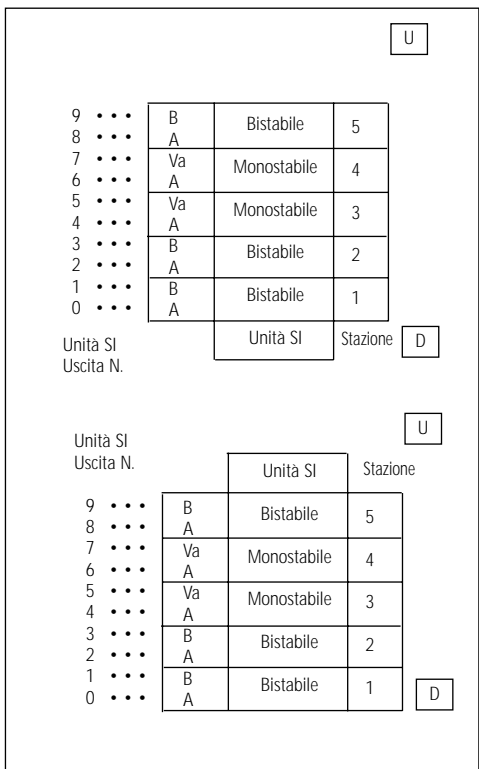 U
9 • • • B Bistabile 5
8 • • • A
7 • • • Va Monostabile 4
6 • • • A
5 • • • Va Monostabile 3
4 • • • A
3 • • • B Bistabile 2
2 • • • A
1 • • • B Bistabile 1
0 • • • A
Unità SI Unità SI Stazione D
Uscita N.
U
Unità SI
Uscita N. Unità SI Stazione
9 • • • B Bistabile 5
8 • • • A
7 • • • Va Monostabile 4
6 • • • A
5 • • • Va Monostabile 3
4 • • • A
3 • • • B Bistabile 2
2 • • • A
1 • • • B Bistabile 1 D
0 • • • A